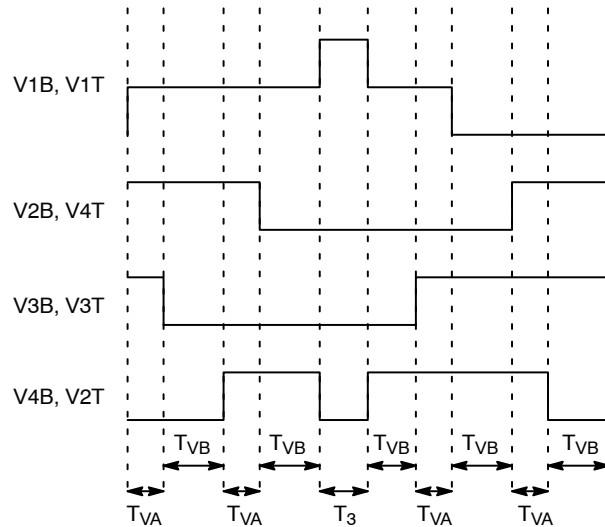 V1B, V1T
V2B, V4T
V3B, V3T
V4B, V2T
TVB TVB TVB TVB TVB
TVA TVA T3 TVA TVA